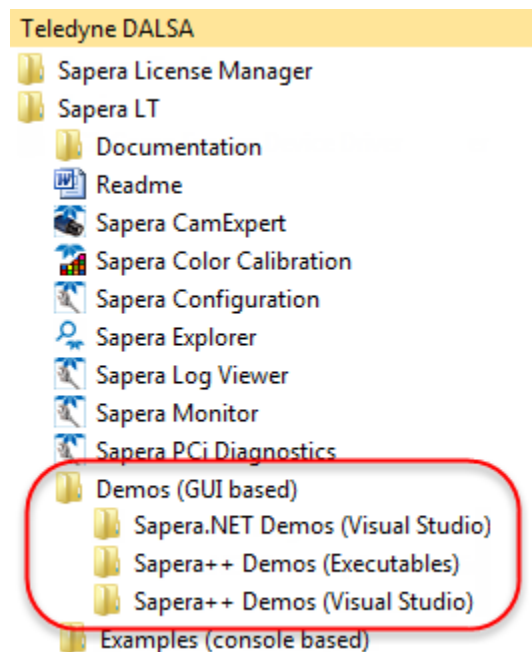 Teledyne DALSA
Sapera License Manager
Sapera LT
Documentation
Readme
Sapera CamExpert
Sapera Color Calibration
Sapera Configuration
Sapera Explorer
Sapera Log Viewer
Sapera Monitor
Sapera PCi Diagnostics
Demos (GUI based)
Sapera.NET Demos (Visual Studio)
Sapera++ Demos (Executables)
Sapera++ Demos (Visual Studio)
Examples (console based)